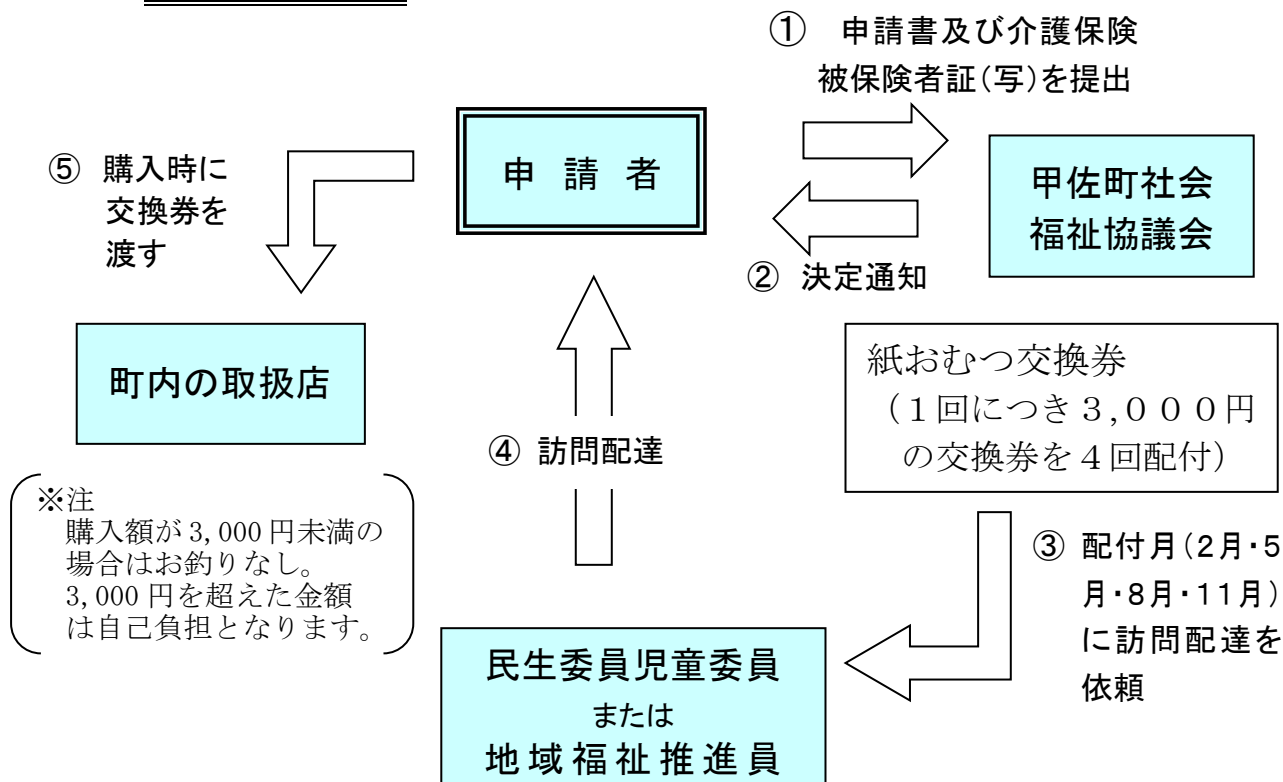 ① 申請書及び介護保険
被保険者証(写)を提出
申 請 者
甲佐町社会
福祉協議会
② 決定通知
⑤ 購入時に
交換券を
渡す
町内の取扱店
※注
購入額が3,000円未満の
場合はお釣りなし。
3,000円を超えた金額
は自己負担となります。
④ 訪問配達
紙おむつ交換券
（１回につき３,０００円
の交換券を４回配付）
③ 配付月(2月・5
月・8月・11月)
に訪問配達を
依頼
民生委員児童委員
または
地域福祉推進員